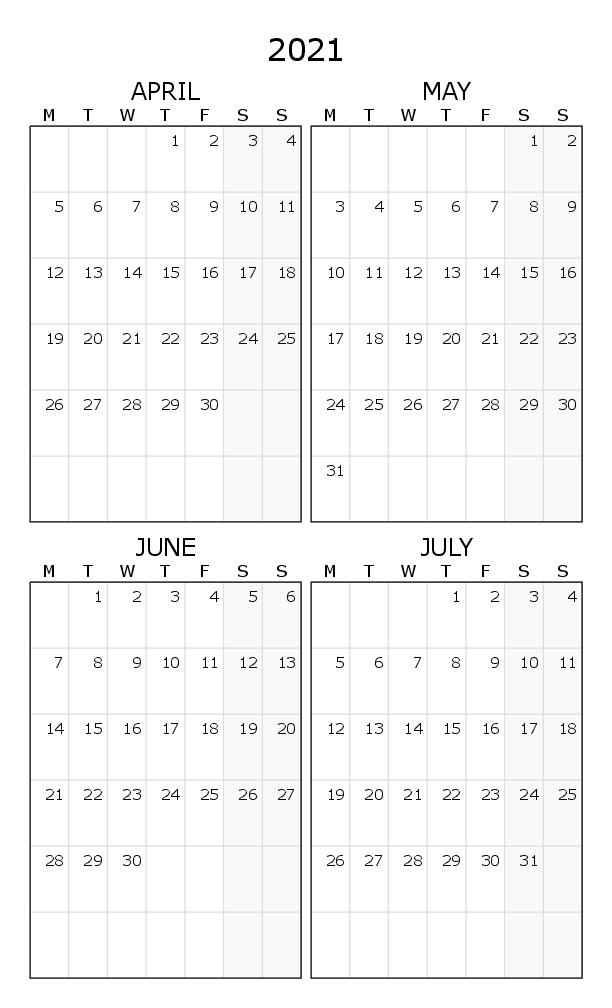 2021
APRIL
M T W T F S S
1 2 3 4
5 6 7 8 9 10 11
12 13 14 15 16 17 18
19 20 21 22 23 24 25
26 27 28 29 30
MAY
M T W T F S S
1 2
3 4 5 6 7 8 9
10 11 12 13 14 15 16
17 18 19 20 21 22 23
24 25 26 27 28 29 30
31
JUNE
M T W T F S S
1 2 3 4 5 6
7 8 9 10 11 12 13
14 15 16 17 18 19 20
21 22 23 24 25 26 27
28 29 30
JULY
M T W T F S S
1 2 3 4
5 6 7 8 9 10 11
12 13 14 15 16 17 18
19 20 21 22 23 24 25
26 27 28 29 30 31